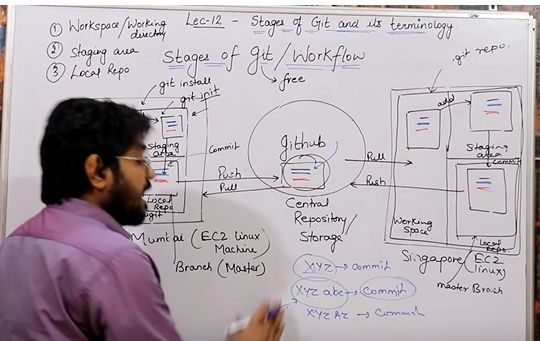 ① Workspace/Working directory
② Staging area
③ Local Repo
Lec-12 - Stages of Git and its terminology
Stages of Git/Workflow
free
git install
git init
Staging area
Commit
Local Repo
Push
Pull
Github
Central
Repository/
Storage
Pull
Push
.git repo.
add
Staging area
Commit
Working Space
Local Repo
(EC2 Linux
Machine)
Branch (Master)
Singapore (EC2 Linux)
master Branch
XYZ → Commit
XYZ abc → Commit
XYZ AZ → Commit